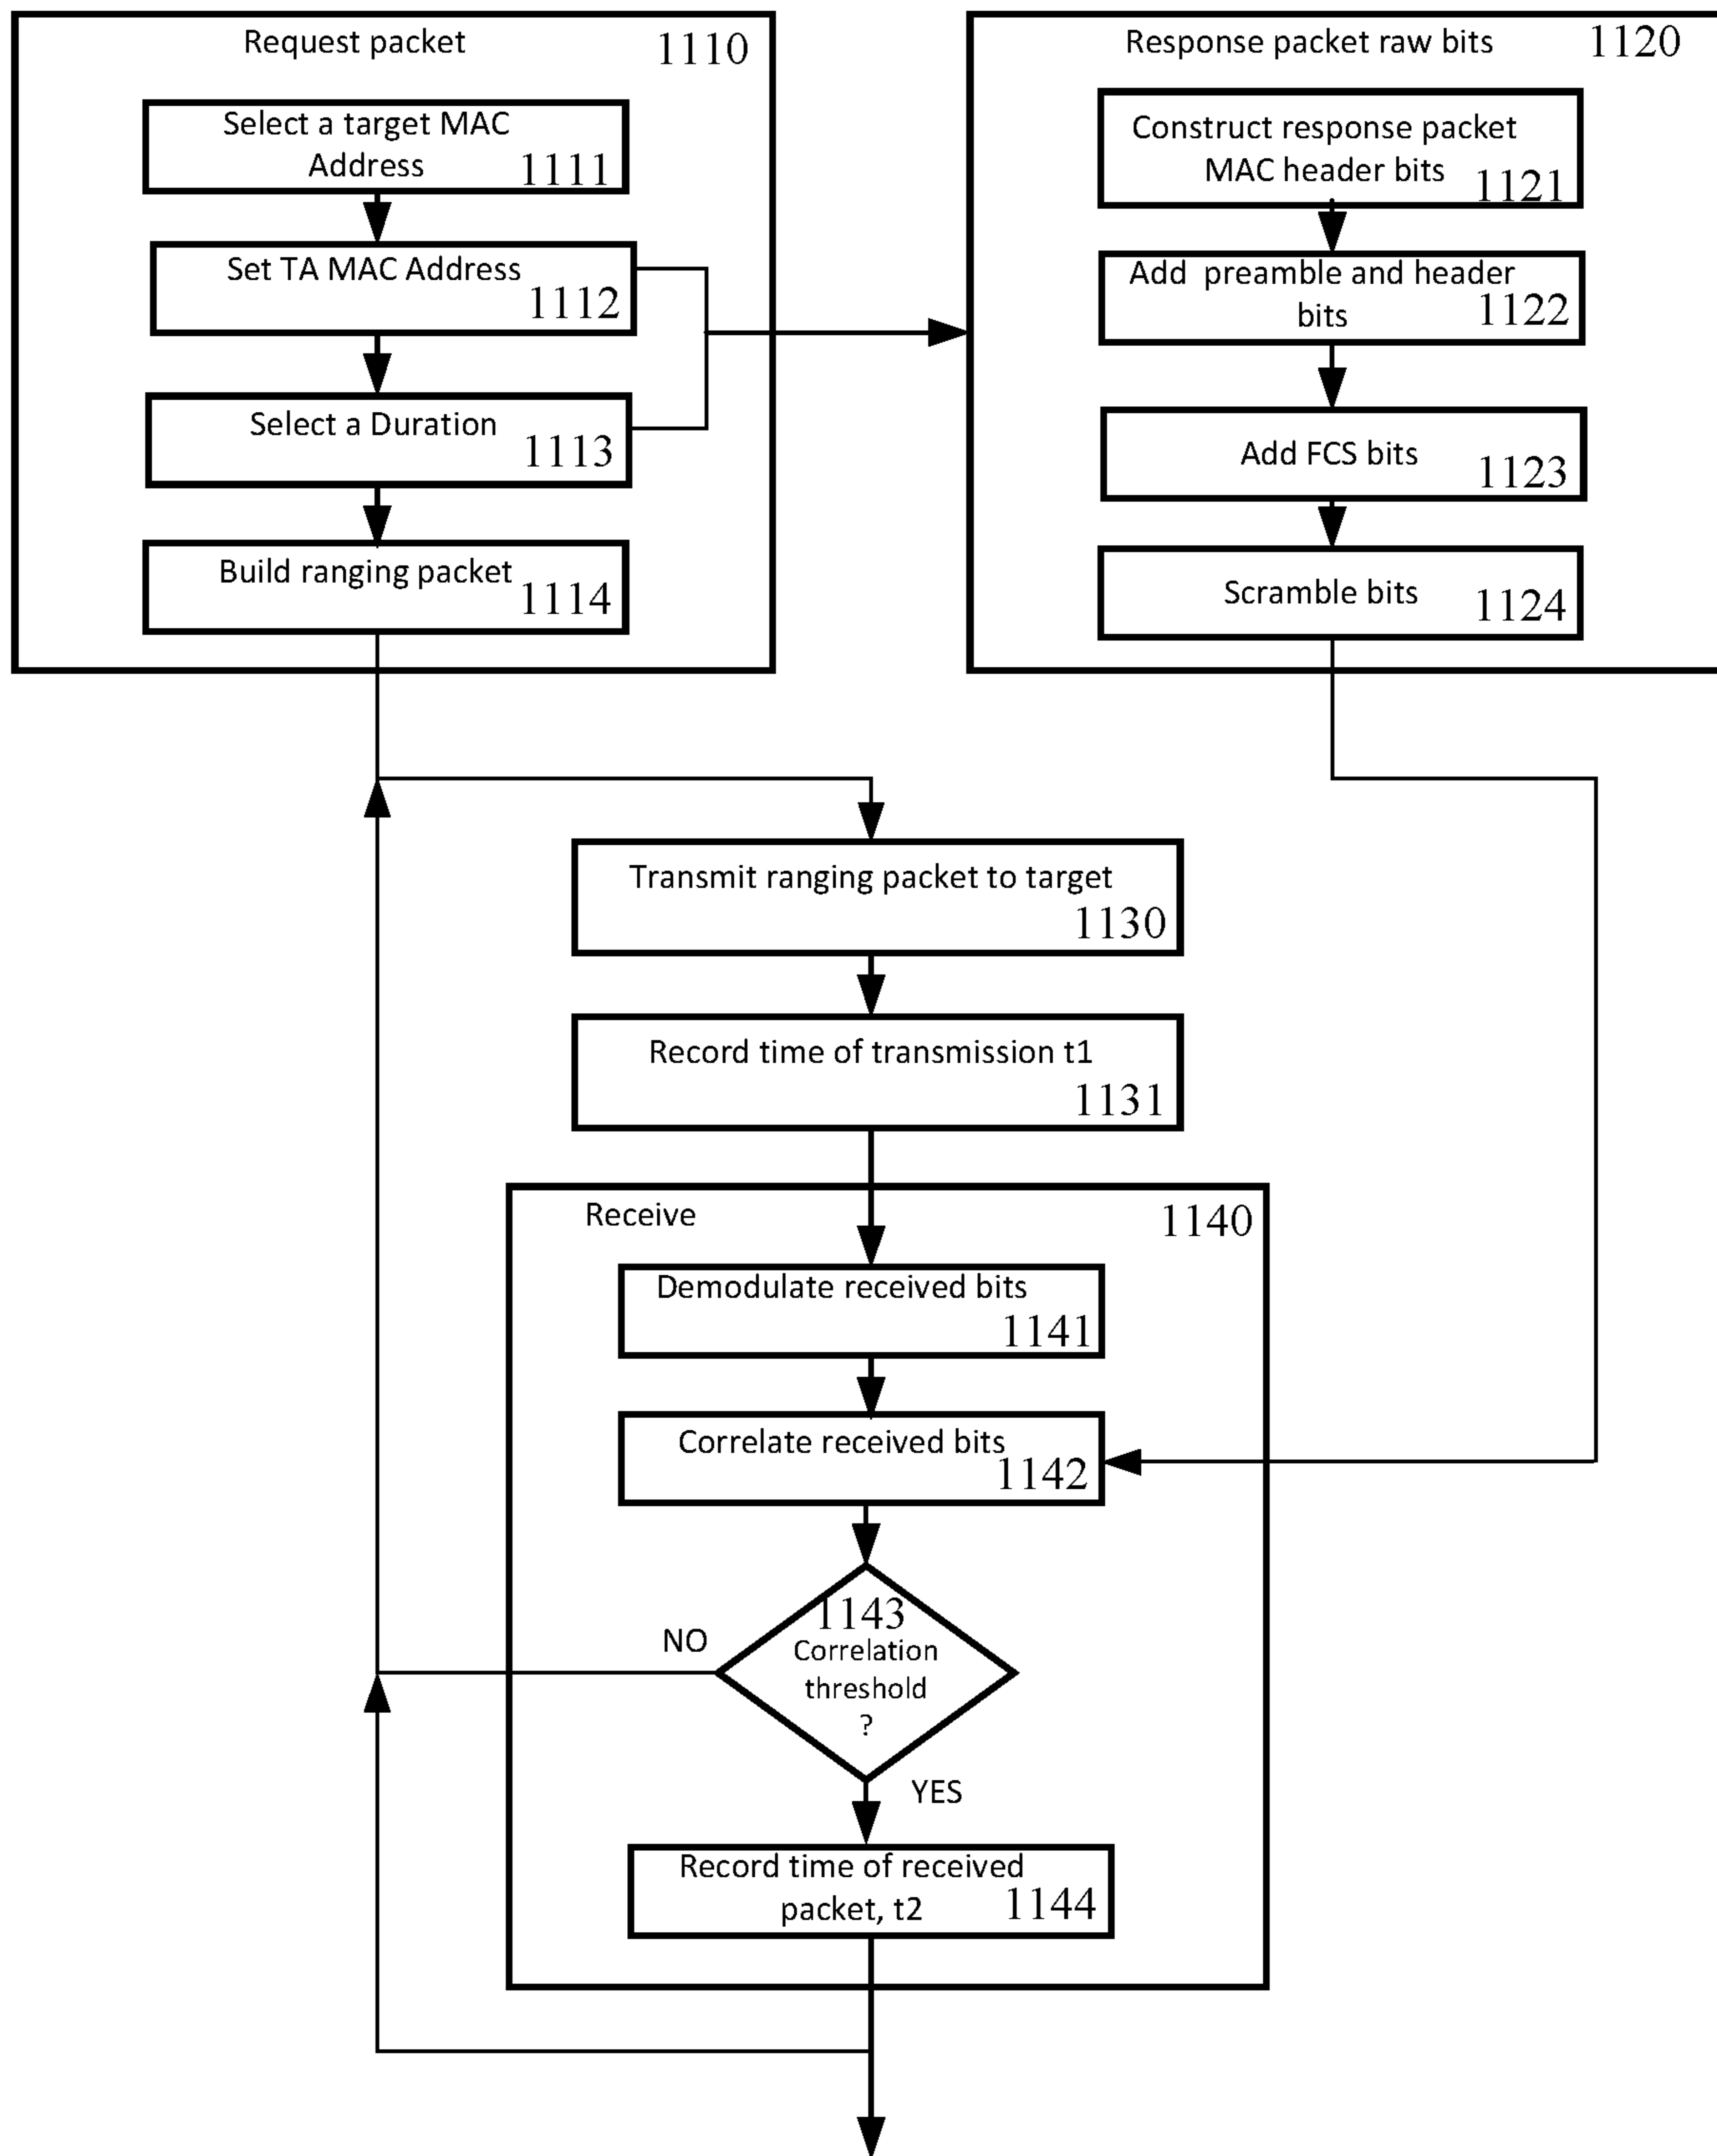 Request packet
1110
Select a target MAC
Address
1111
Set TA MAC Address
1112
Select a Duration
1113
Build ranging packet
1114
Response packet raw bits
1120
Construct response packet
MAC header bits
1121
Add  preamble and header
bits
1122
Add FCS bits
1123
Scramble bits
1124
Transmit ranging packet to target
1130
Record time of transmission t1
1131
Receive
1140
Demodulate received bits
1141
Correlate received bits
1142
1143
Correlation
threshold
?
NO
YES
Record time of received
packet, t2
1144